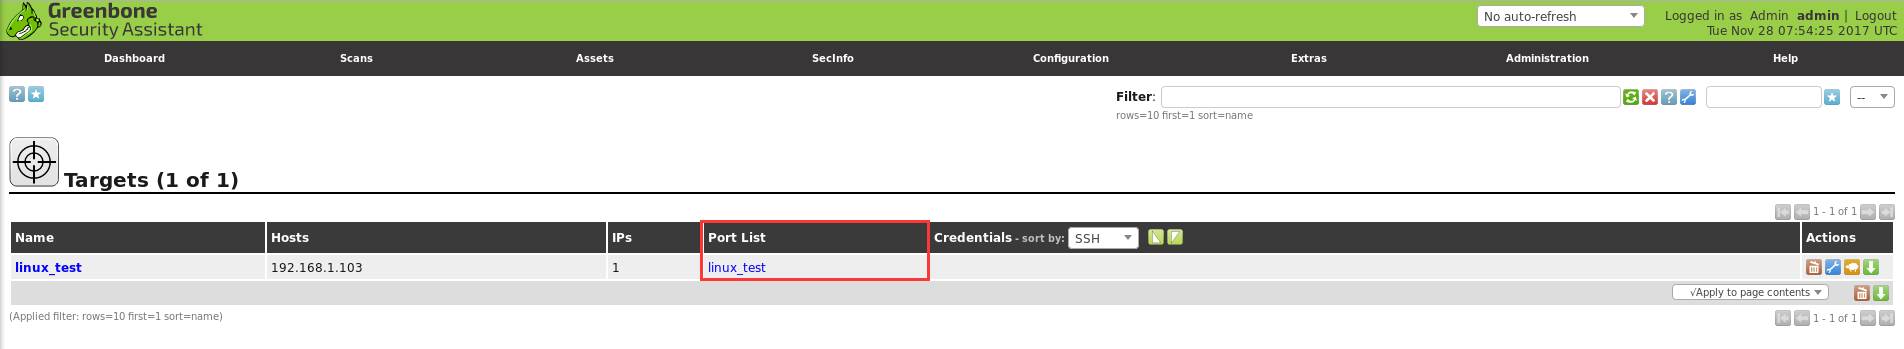 Greenbone
Security Assistant
No auto-refresh
Logged in as Admin admin | Logout
Tue Nov 28 07:54:25 2017 UTC
Dashboard Scans Assets SecInfo Configuration Extras Administration Help
Filter: --
rows=10 first=1 sort=name
Targets (1 of 1)
1 - 1 of 1
Name Hosts IPs Port List Credentials - sort by: SSH Actions
linux_test 192.168.1.103 1 linux_test
√Apply to page contents
(Applied filter: rows=10 first=1 sort=name) 1 - 1 of 1